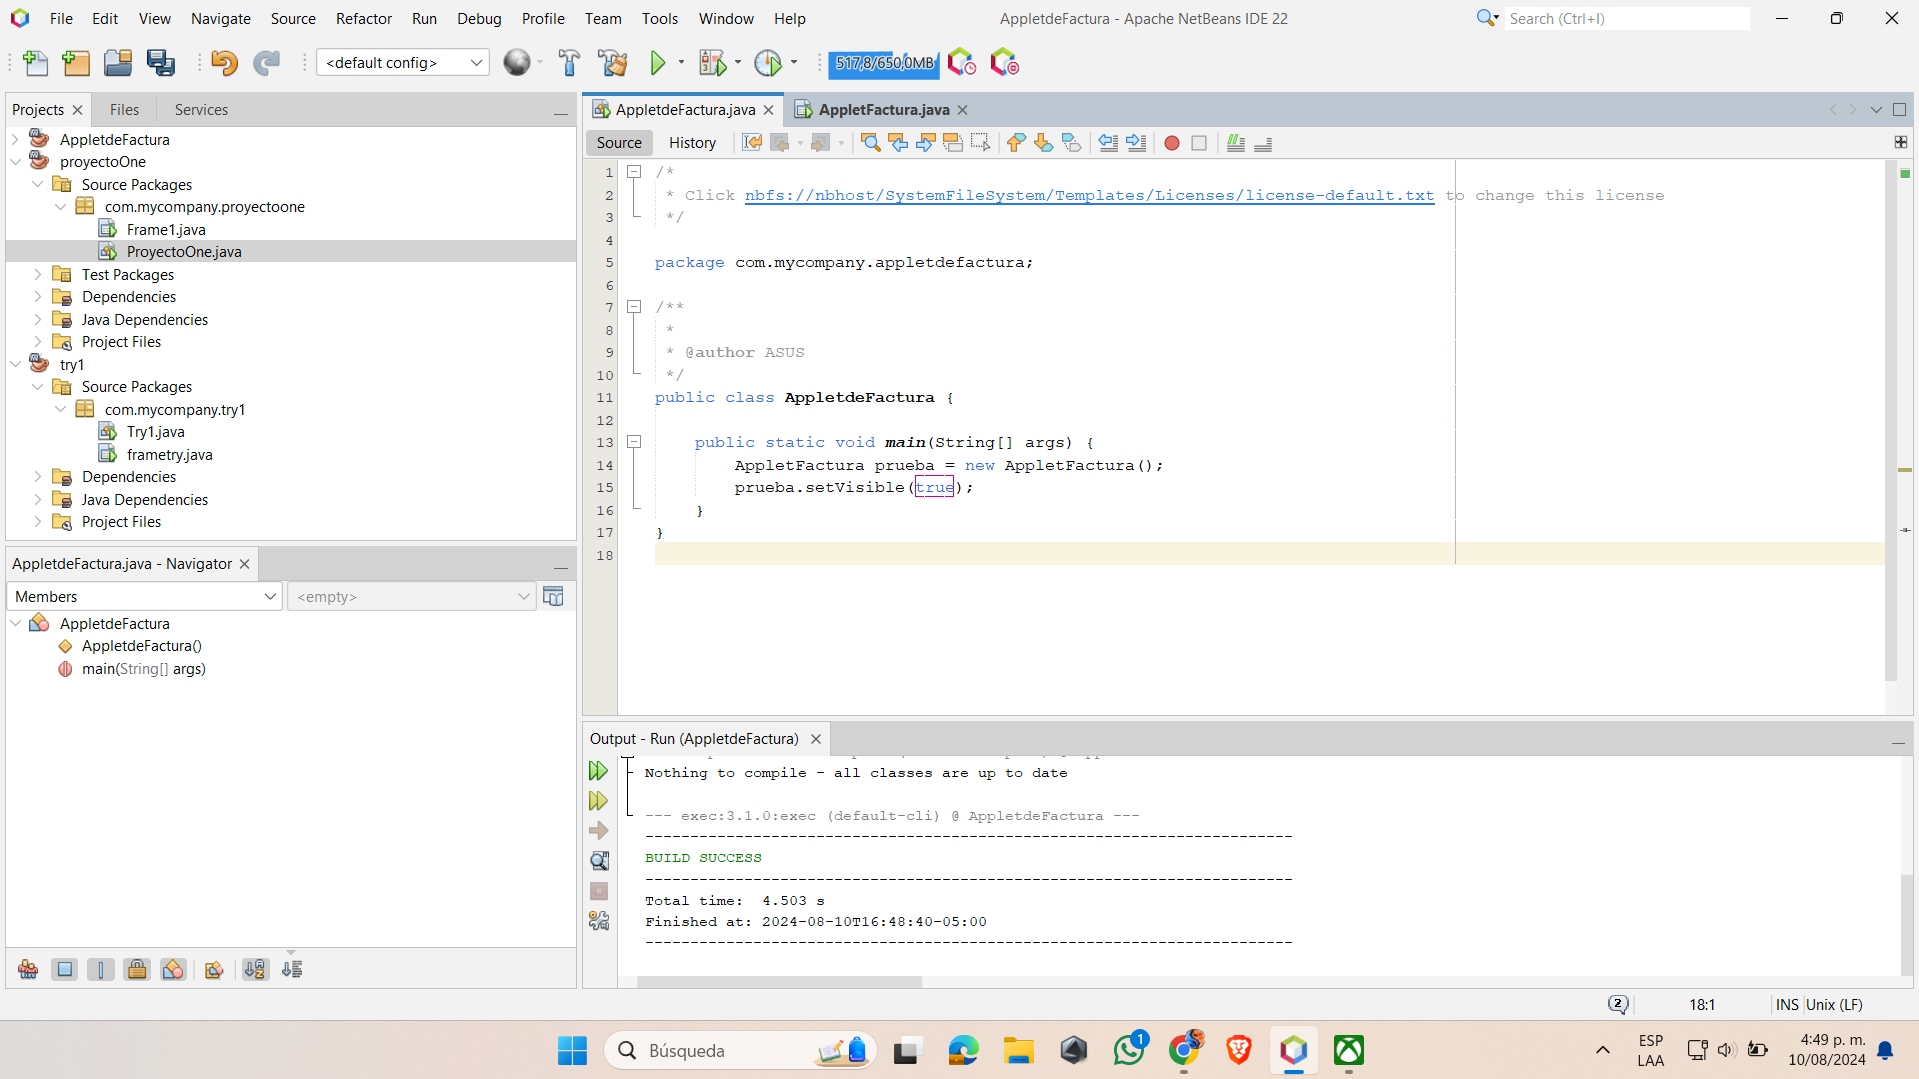 File Edit View Navigate Source Refactor Run Debug Profile Team Tools Window Help
AppletdeFactura - Apache NetBeans IDE 22
Search (Ctrl+I)
<default config>
517,8/650,0MB
Projects Files Services
AppletdeFactura
proyectoOne
Source Packages
com.mycompany.proyectoone
Frame1.java
ProyectoOne.java
Test Packages
Dependencies
Java Dependencies
Project Files
try1
Source Packages
com.mycompany.try1
Try1.java
frametry.java
Dependencies
Java Dependencies
Project Files
AppletdeFactura.java - Navigator
Members
<empty>
AppletdeFactura
AppletdeFactura()
main(String[] args)
AppletdeFactura.java AppletFactura.java
Source History
1 /*
2 * Click nbfs://nbhost/SystemFileSystem/Templates/Licenses/license-default.txt to change this license
3 */
4
5 package com.mycompany.appletdefactura;
6
7 /**
8 *
9 * @author ASUS
10 */
11 public class AppletdeFactura {
12
13 public static void main(String[] args) {
14 AppletFactura prueba = new AppletFactura();
15 prueba.setVisible(true);
16 }
17 }
18
Output - Run (AppletdeFactura)
Nothing to compile - all classes are up to date
--- exec:3.1.0:exec (default-cli) @ AppletdeFactura ---
------------------------------------------------------------------------
BUILD SUCCESS
------------------------------------------------------------------------
Total time:  4.503 s
Finished at: 2024-08-10T16:48:40-05:00
------------------------------------------------------------------------
2
18:1
INS
Unix (LF)
Búsqueda
1
ESP
LAA
4:49 p. m.
10/08/2024